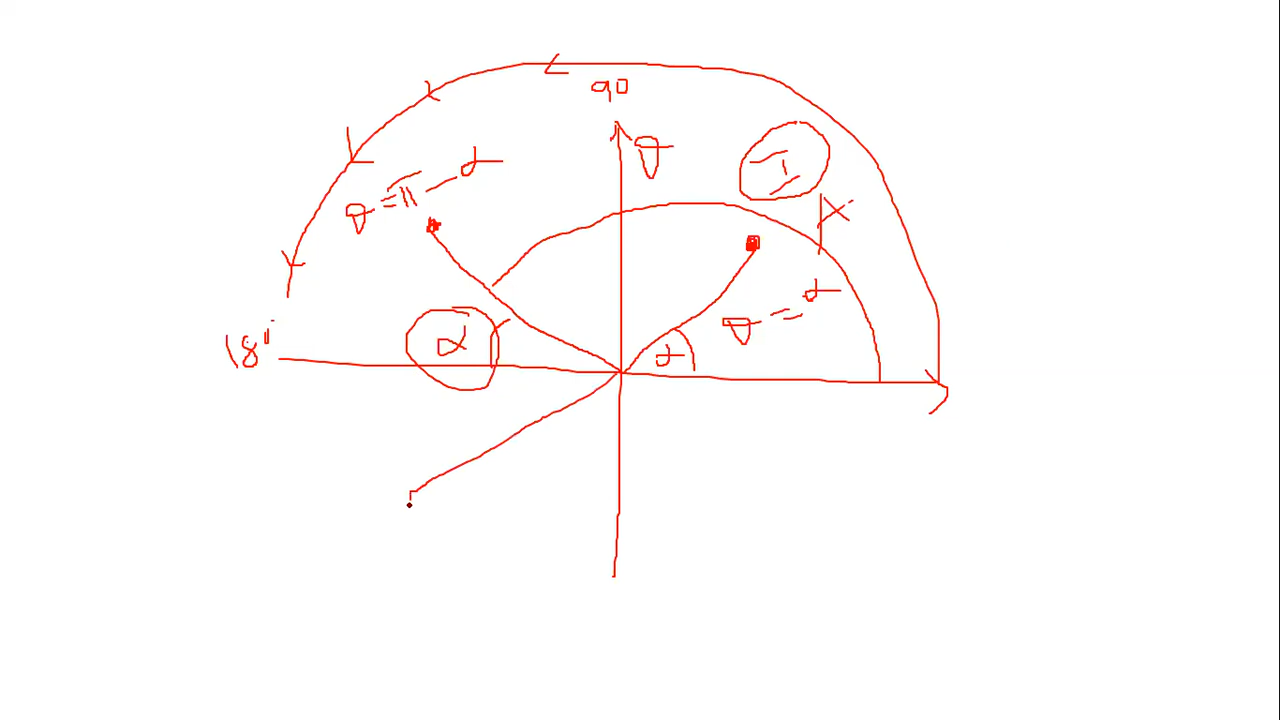 90
I
θ = π - α
θ = α
α
α
180